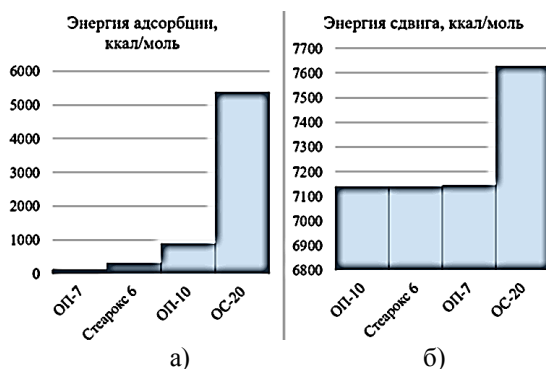 Энергия адсорбции,
ккал/моль
6000
5000
4000
3000
2000
1000
0
ОП-7
Стеарокс 6
ОП-10
ОС-20
а)
Энергия сдвига, ккал/моль
7700
7600
7500
7400
7300
7200
7100
7000
6900
6800
ОП-10
Стеарокс 6
ОП-7
ОС-20
б)